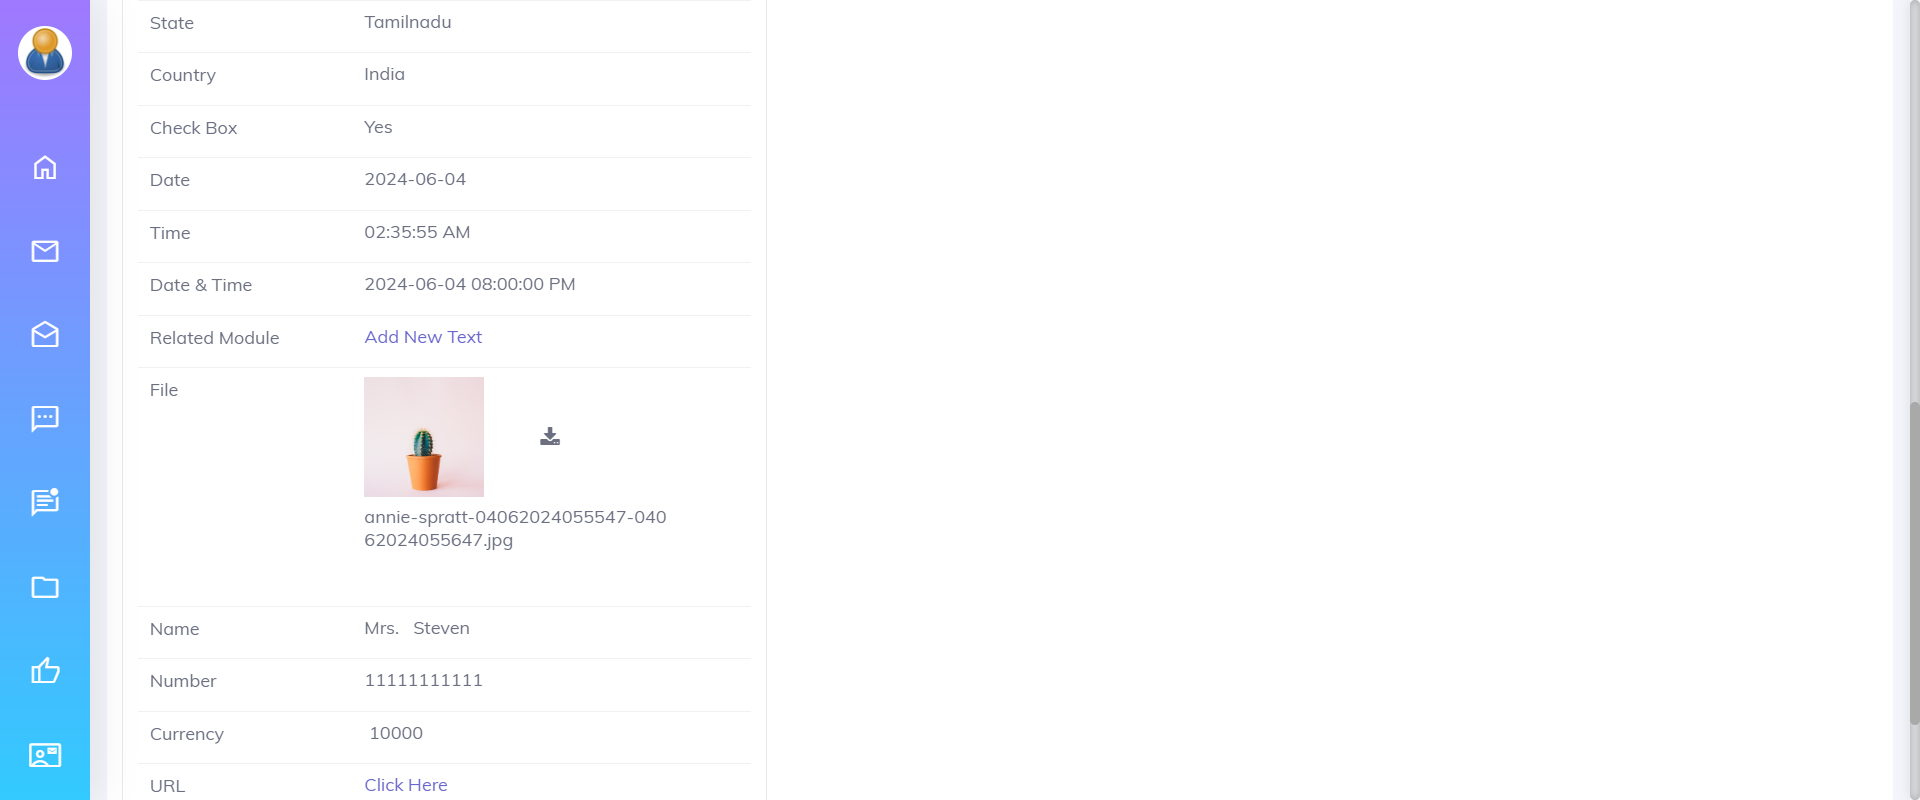 State Tamilnadu
Country India
Check Box Yes
Date 2024-06-04
Time 02:35:55 AM
Date & Time 2024-06-04 08:00:00 PM
Related Module Add New Text
File
annie-spratt-04062024055547-040
62024055647.jpg
Name Mrs. Steven
Number 11111111111
Currency 10000
URL Click Here